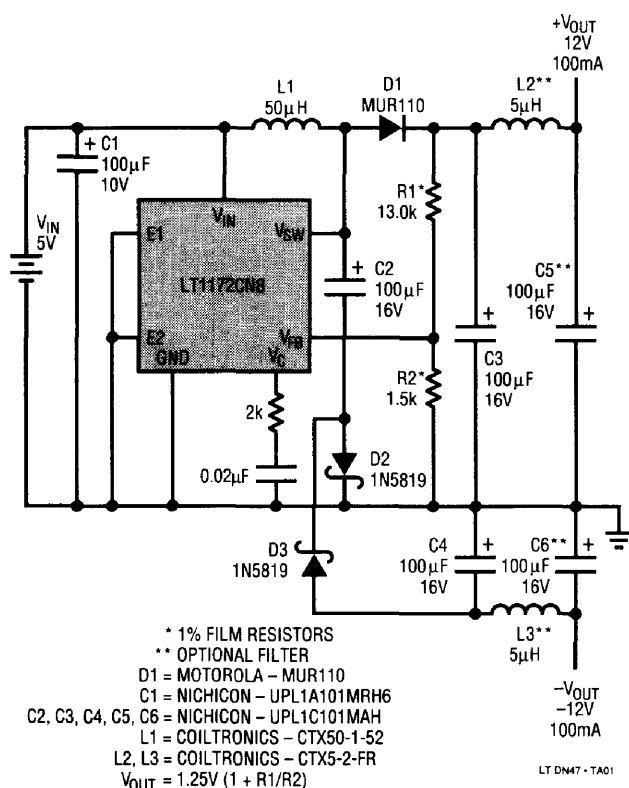 +VOUT
12V
100mA
L1
50µH
D1
MUR110
L2**
5µH
+ C1
100µF
10V
R1*
13.0k
VIN
5V
VIN
E1
VSW
LT1172CN8
+
C2
100µF
16V
C5**
100µF
16V
+
E2
GND
VC
VFB
+
C3
100µF
16V
R2*
1.5k
2k
0.02µF
D2
1N5819
D3
1N5819
C4
100µF
16V
+
C6**
100µF
16V
+
L3**
5µH
* 1% FILM RESISTORS
** OPTIONAL FILTER
D1 = MOTOROLA – MUR110
C1 = NICHICON – UPL1A101MRH6
C2, C3, C4, C5, C6 = NICHICON – UPL1C101MAH
L1 = COILTRONICS – CTX50-1-52
L2, L3 = COILTRONICS – CTX5-2-FR
VOUT = 1.25V (1 + R1/R2)
–VOUT
–12V
100mA
LT DN47 • TA01